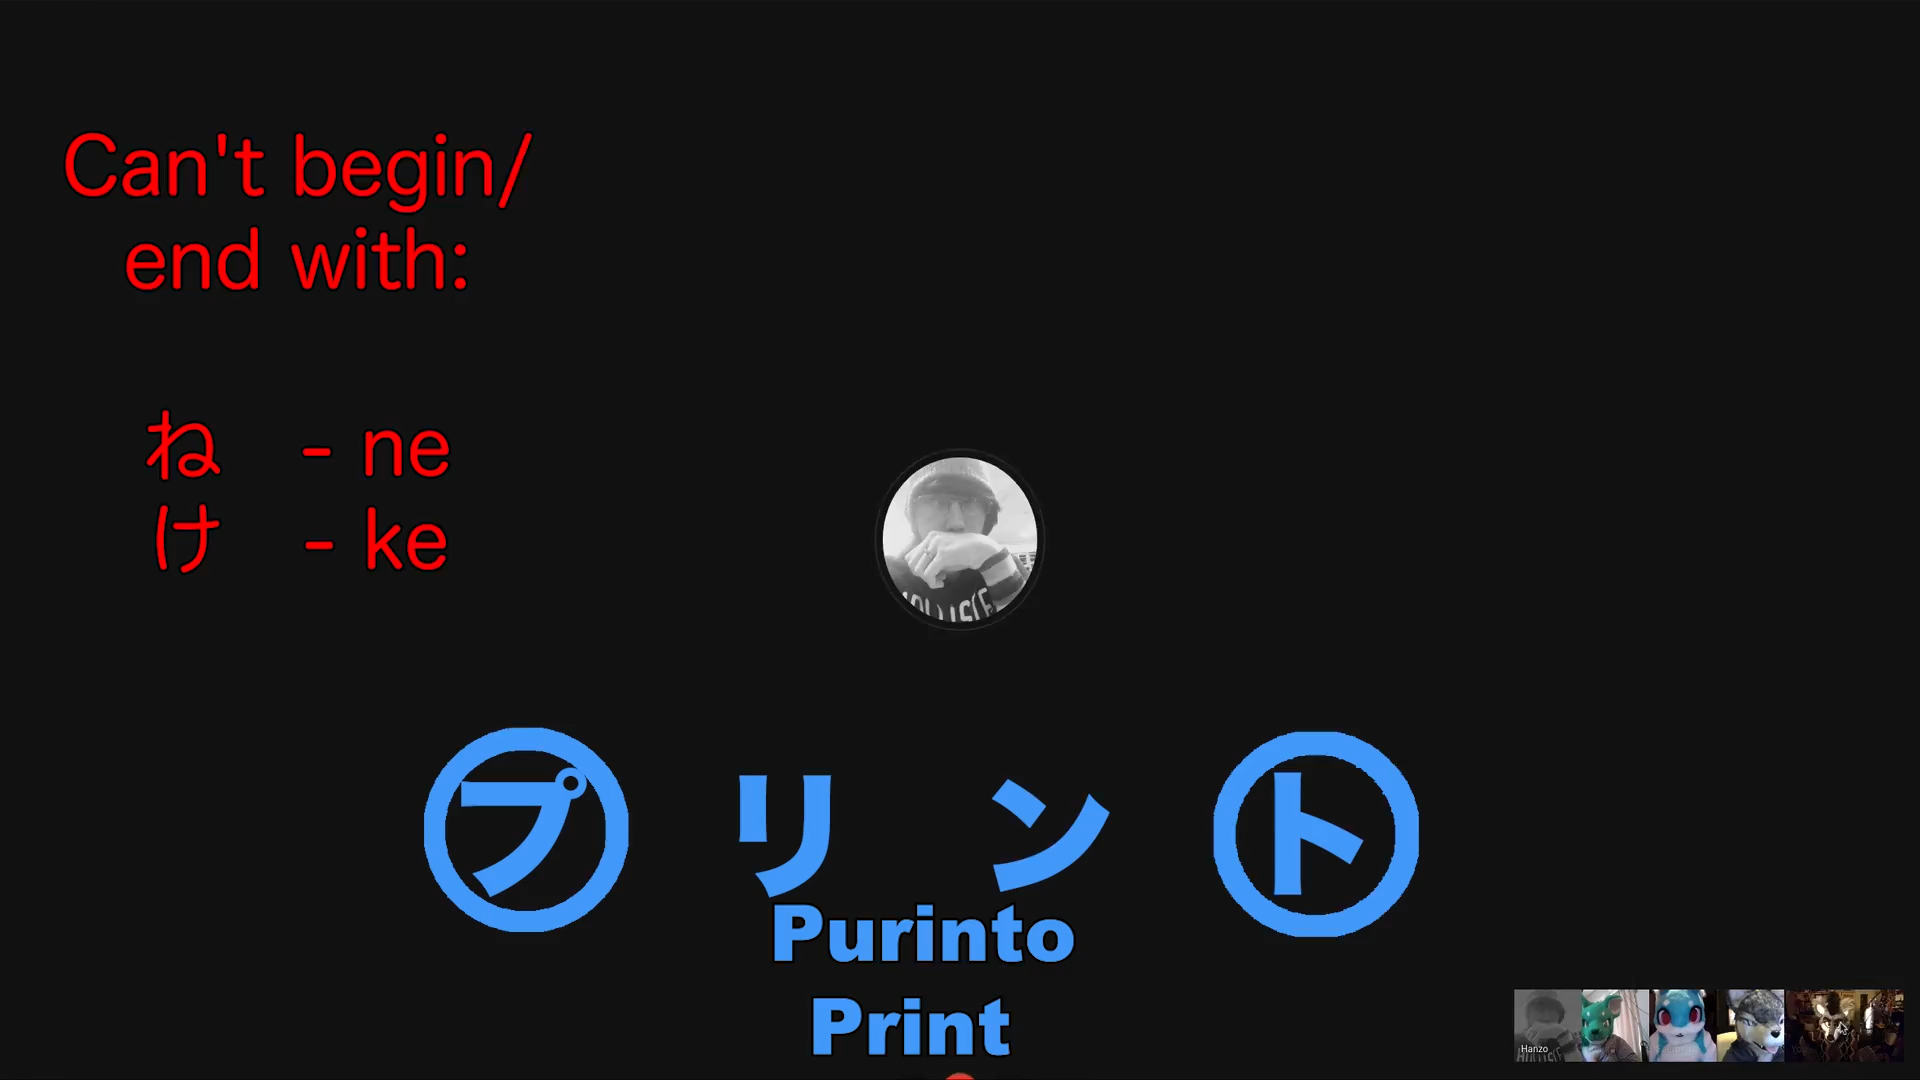 Can't begin/
end with:
ね - ne
け - ke
プリント
Purinto
Print
Hanzo